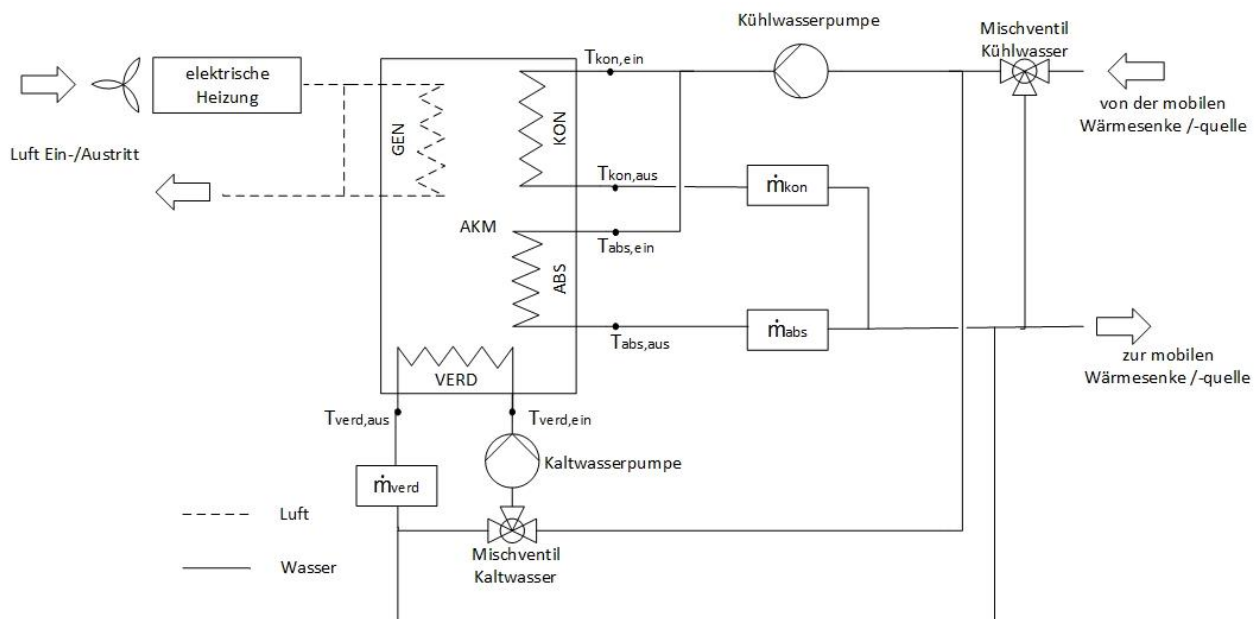 Kühlwasserpumpe
Mischventil
Kühlwasser
elektrische
Heizung
Tkon,ein
von der mobilen
Wärmesenke /-quelle
GEN
KON
Luft Ein-/Austritt
Tkon,aus
ṁkon
AKM
Tabs,ein
ABS
Tabs,aus
ṁabs
zur mobilen
Wärmesenke /-quelle
VERD
Tverd,aus
Tverd,ein
Kaltwasserpumpe
ṁverd
Luft
Mischventil
Kaltwasser
Wasser